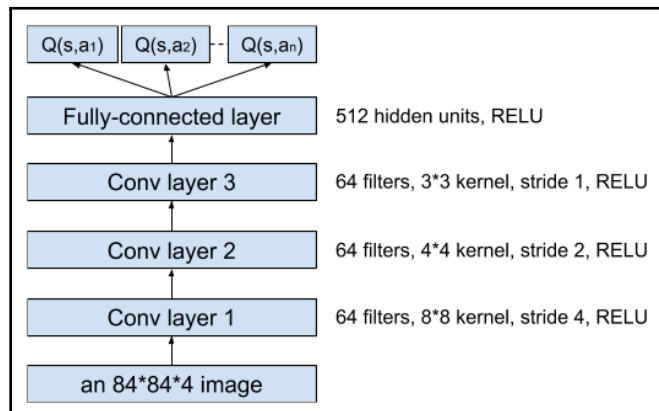 Q(s,a1) Q(s,a2) Q(s,an)
Fully-connected layer 512 hidden units, RELU
Conv layer 3 64 filters, 3*3 kernel, stride 1, RELU
Conv layer 2 64 filters, 4*4 kernel, stride 2, RELU
Conv layer 1 64 filters, 8*8 kernel, stride 4, RELU
an 84*84*4 image